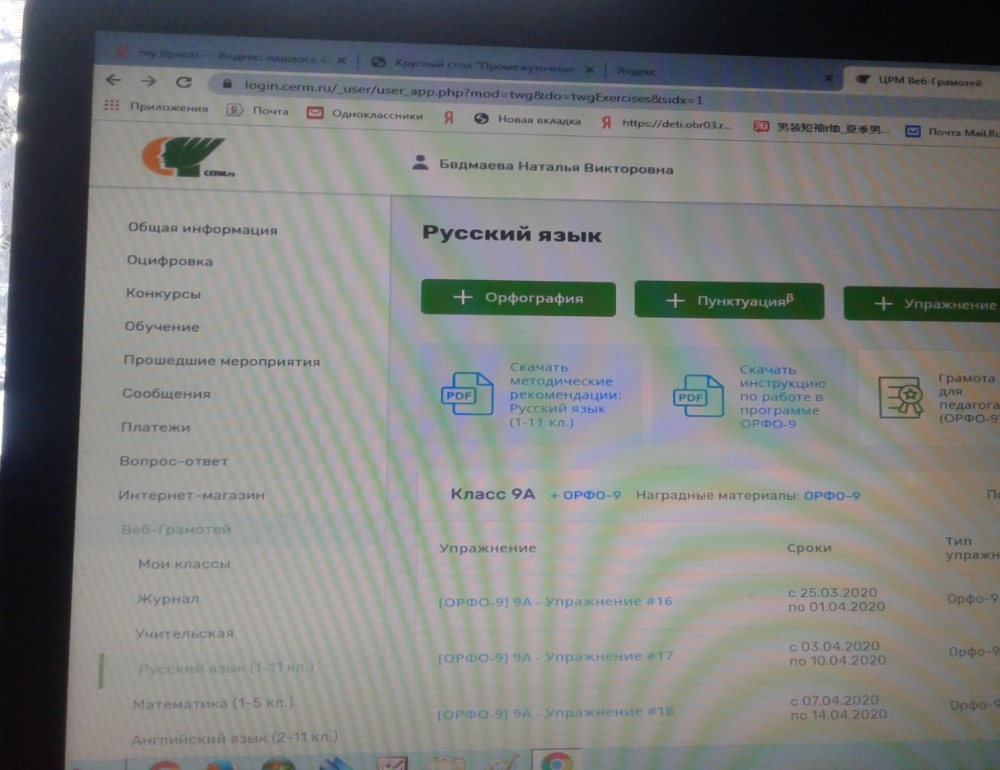 my брион — Яндекс: нашлось 4
Круглый стол "Промежуточные
Яндекс
ЦРМ Веб-Грамотей
login.cerm.ru/_user/user_app.php?mod=twg&do=twgExercises&sidx=1
Приложения
Почта
Одноклассники
Новая вкладка
https://deti.obr03.r...
男装短袖t恤_夏季男...
Почта Mail.Ru
CERM.ru
Бвдмаева Наталья Викторовна
Общая информация
Оцифровка
Конкурсы
Обучение
Прошедшие мероприятия
Сообщения
Платежи
Вопрос-ответ
Интернет-магазин
Веб-Грамотей
Мои классы
Журнал
Учительская
Русский язык (1-11 кл.)
Математика (1-5 кл.)
Английский язык (2-11 кл.)
Русский язык
+ Орфография
+ Пунктуацияβ
+ Упражнение
PDF
Скачать
методические
рекомендации:
Русский язык
(1-11 кл.)
PDF
Скачать
инструкцию
по работе в
программе
ОРФО-9
Грамота
для
педагога
(ОРФО-9
Класс 9А + ОРФО-9 Наградные материалы: ОРФО-9
Упражнение
Сроки
Тип
упражн
[ОРФО-9] 9А - Упражнение #16
с 25.03.2020
по 01.04.2020
Орфо-9
[ОРФО-9] 9А - Упражнение #17
с 03.04.2020
по 10.04.2020
Орфо-9
[ОРФО-9] 9А - Упражнение #18
с 07.04.2020
по 14.04.2020
Орфо-9